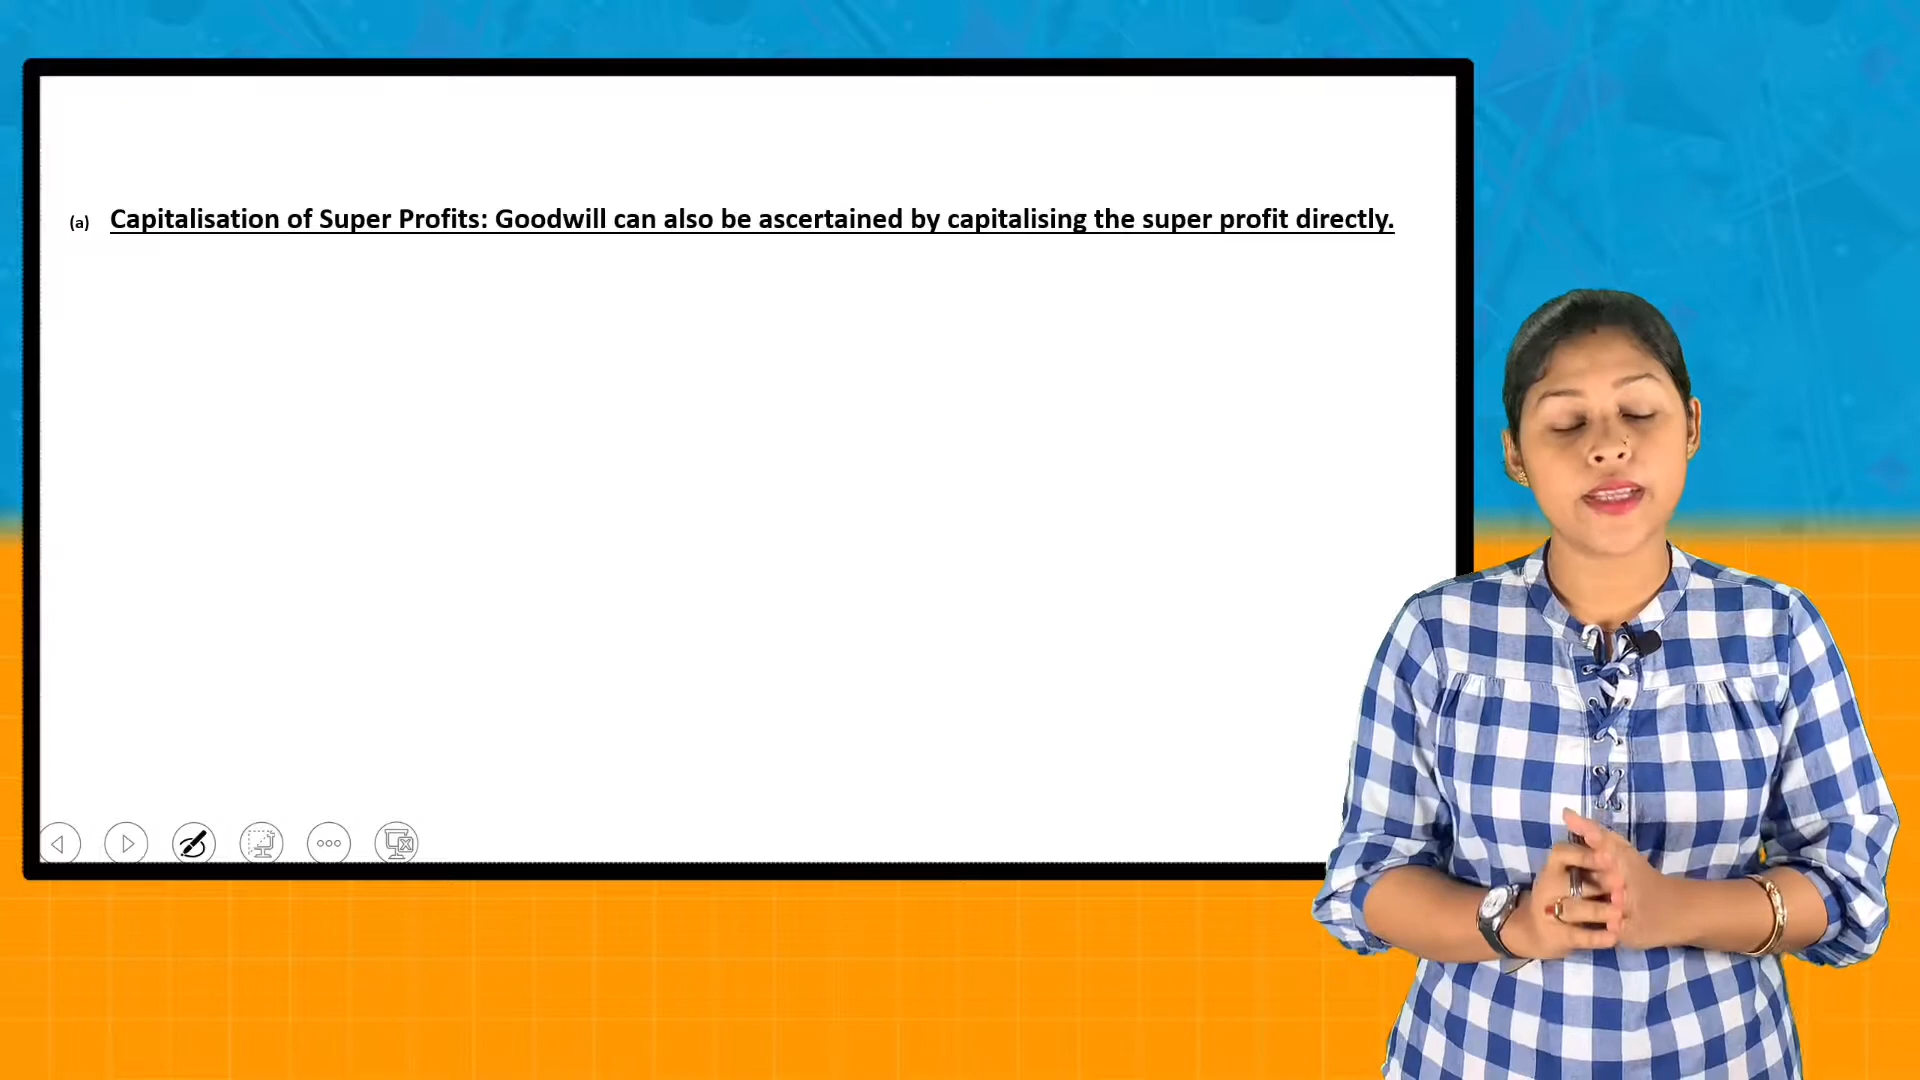 (a) Capitalisation of Super Profits: Goodwill can also be ascertained by capitalising the super profit directly.